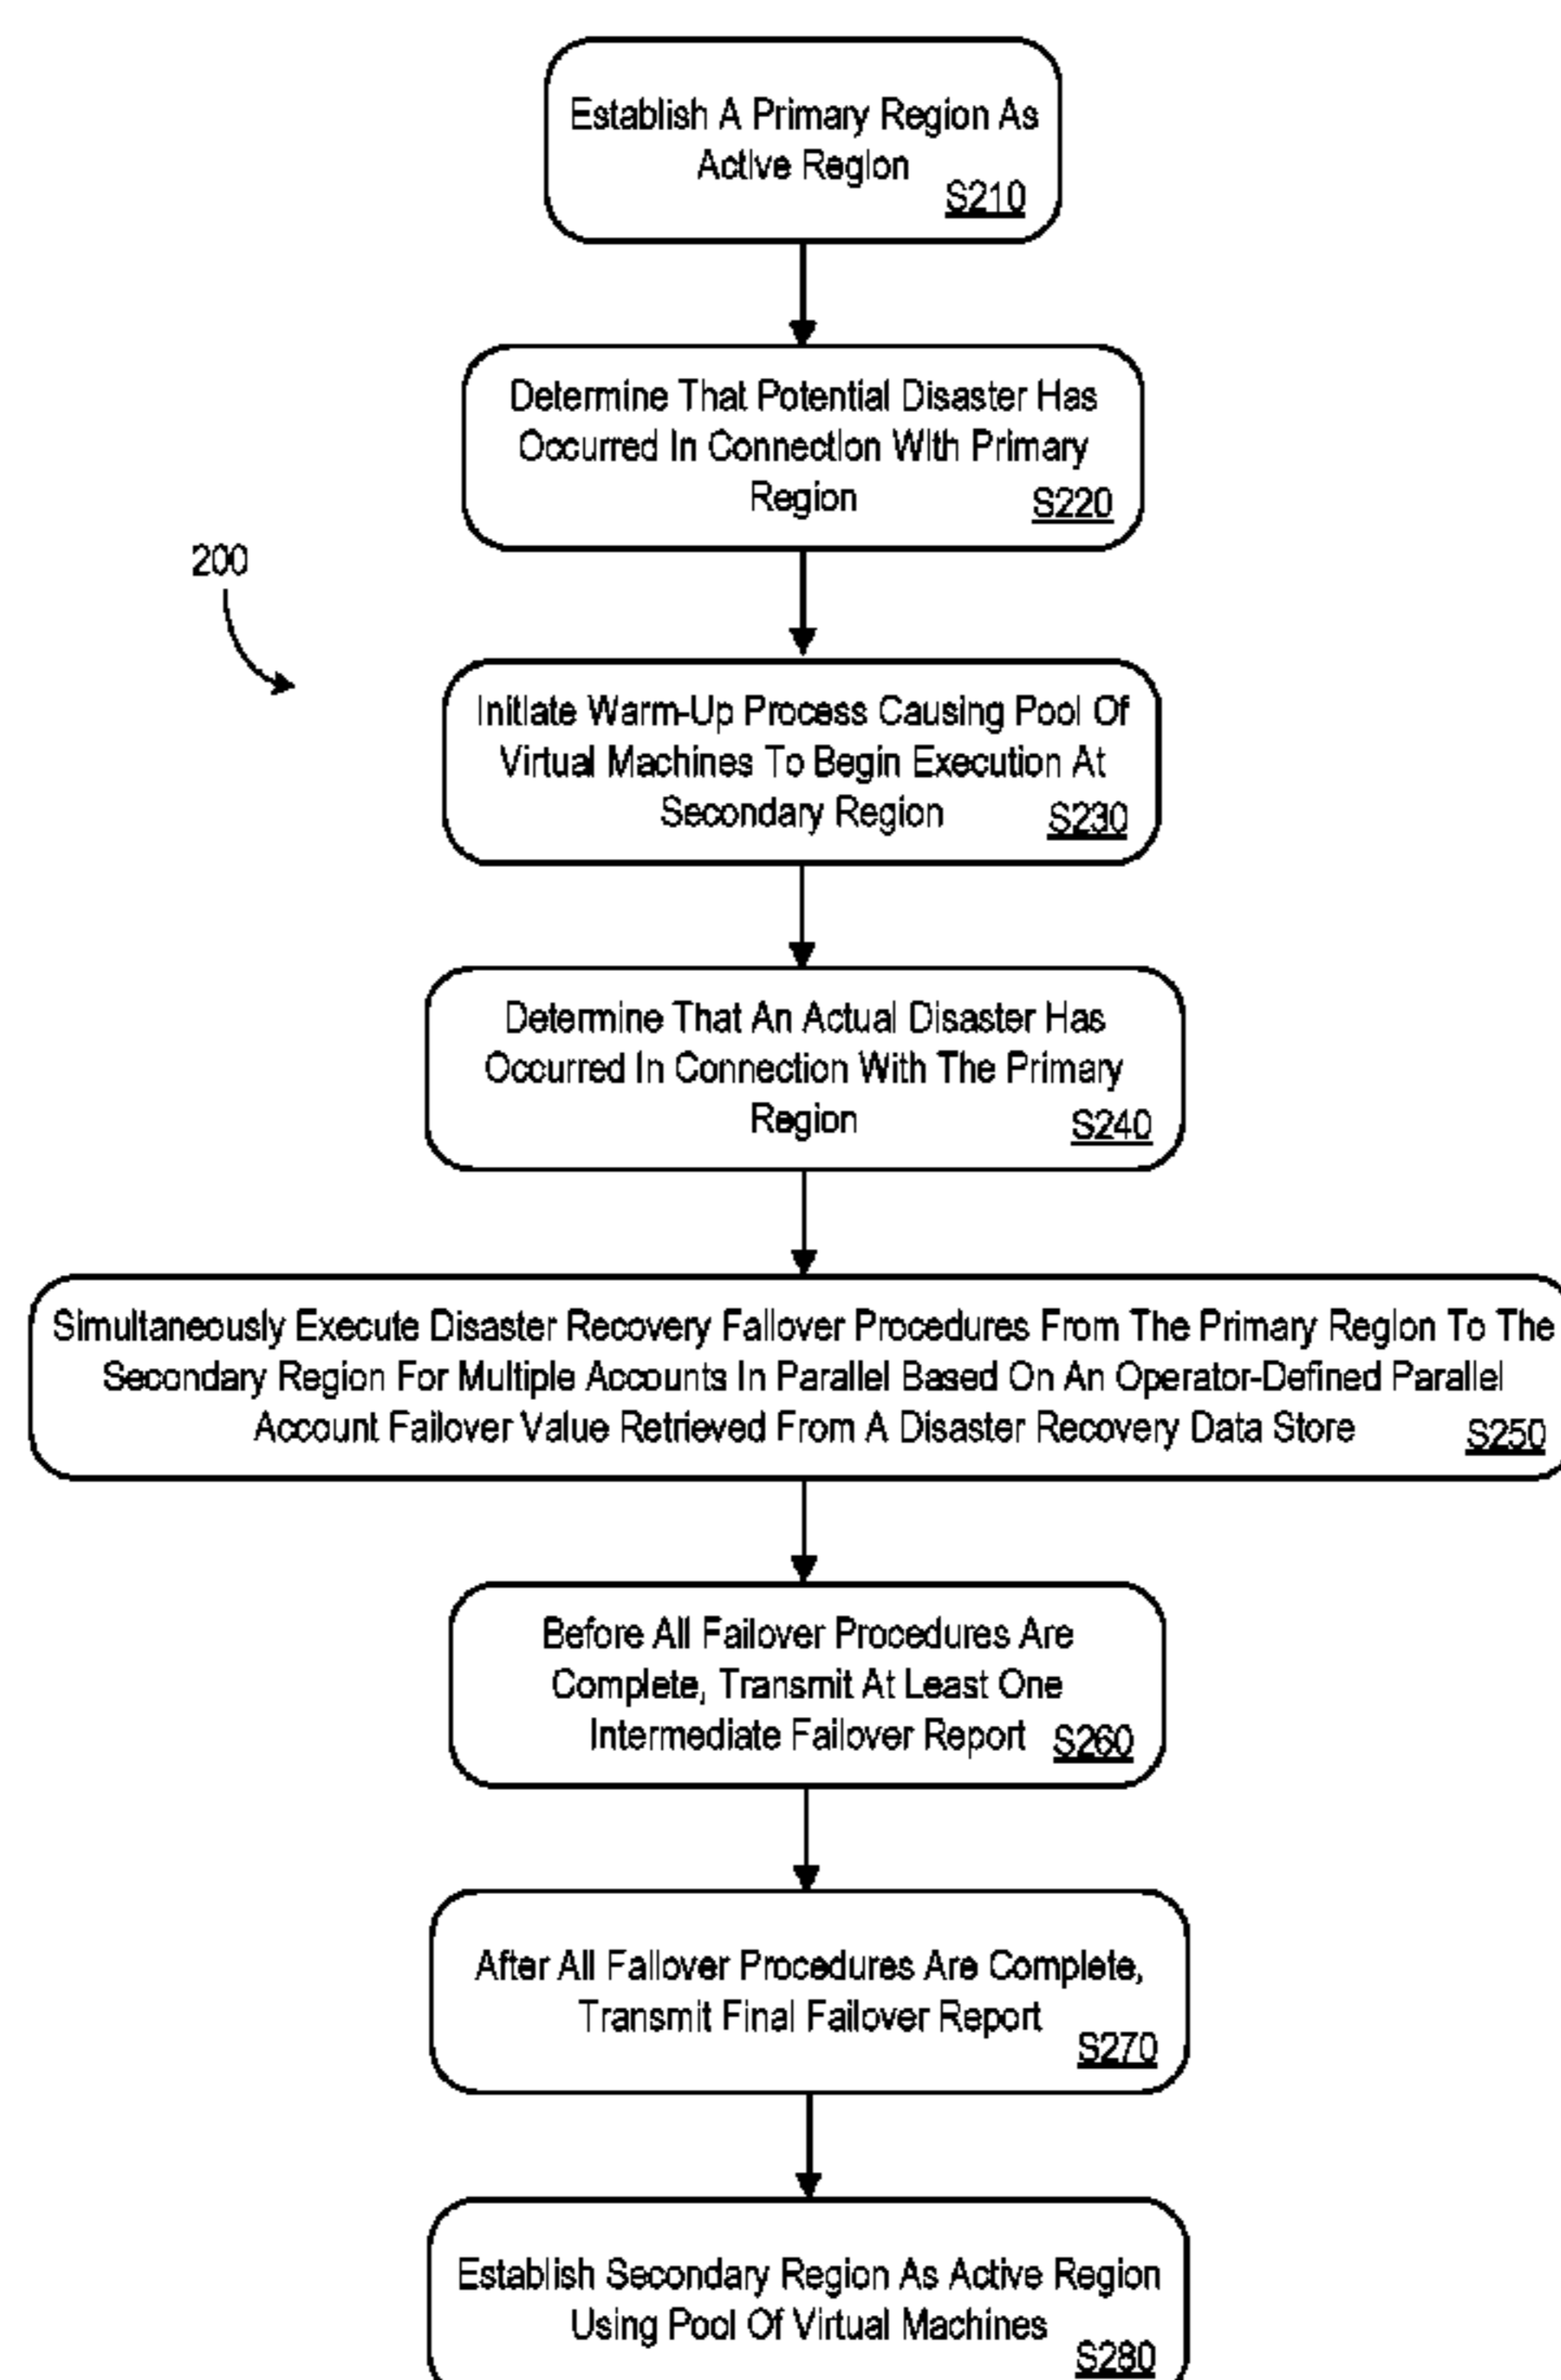 Establish A Primary Region As
Active Region
S210
Determine That Potential Disaster Has
Occurred In Connection With Primary
Region
S220
200
Initiate Warm-Up Process Causing Pool Of
Virtual Machines To Begin Execution At
Secondary Region
S230
Determine That An Actual Disaster Has
Occurred In Connection With The Primary
Region
S240
Simultaneously Execute Disaster Recovery Failover Procedures From The Primary Region To The
Secondary Region For Multiple Accounts In Parallel Based On An Operator-Defined Parallel
Account Failover Value Retrieved From A Disaster Recovery Data Store
S250
Before All Failover Procedures Are
Complete, Transmit At Least One
Intermediate Failover Report
S260
After All Failover Procedures Are Complete,
Transmit Final Failover Report
S270
Establish Secondary Region As Active Region
Using Pool Of Virtual Machines
S280